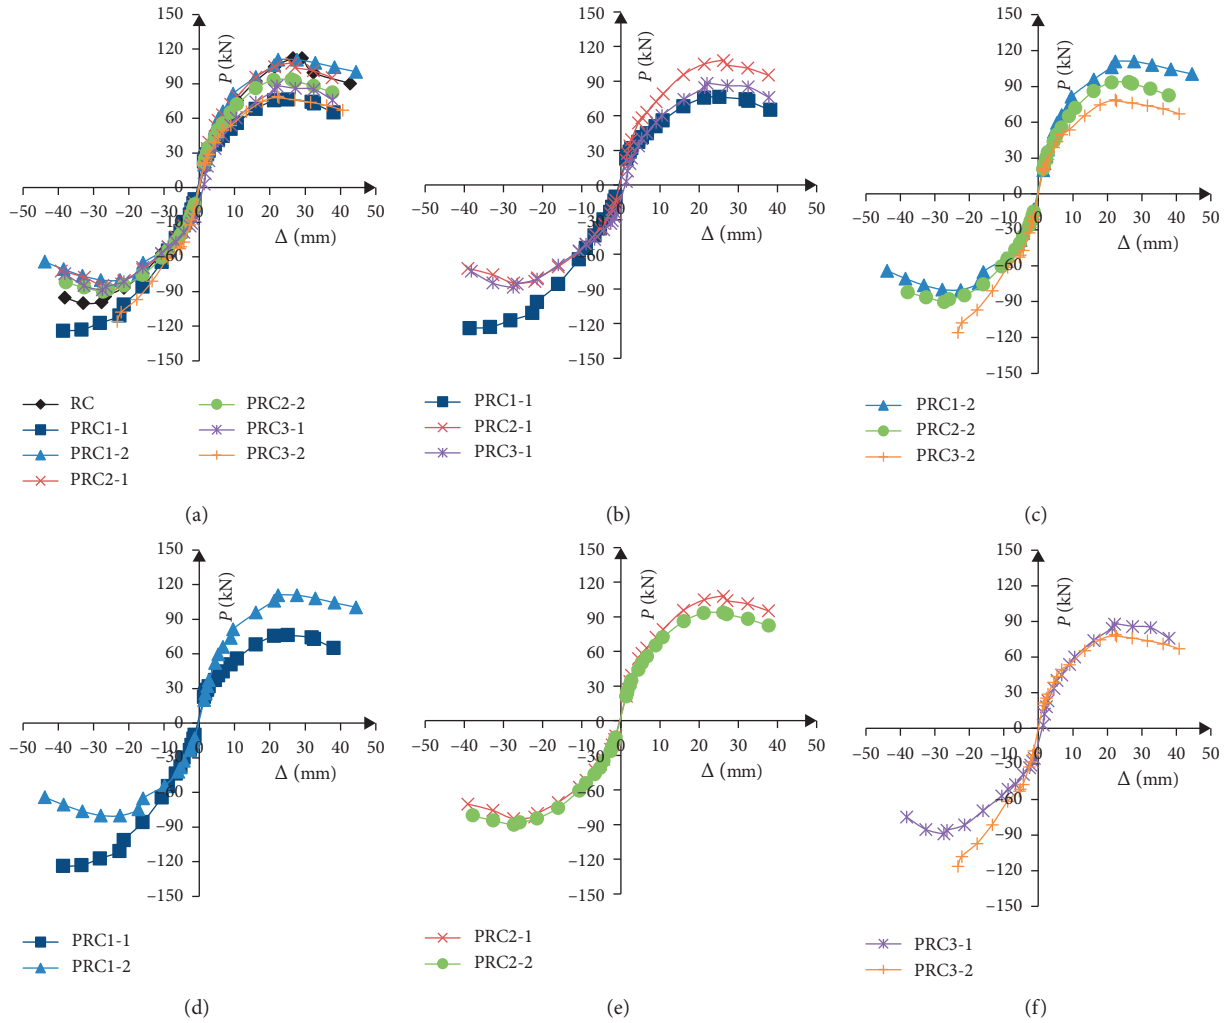 150
120
90
60
30
0
–30
–60
–90
–120
–150
–50 –40 –30 –20 –10 0 10 20 30 40 50
P (kN)
Δ (mm)
RC
PRC1-1
PRC1-2
PRC2-1
PRC2-2
PRC3-1
PRC3-2
(a)
150
120
90
60
30
0
–30
–60
–90
–120
–150
–50 –40 –30 –20 –10 0 10 20 30 40 50
P (kN)
Δ (mm)
PRC1-1
PRC2-1
PRC3-1
(b)
150
120
90
60
30
0
–30
–60
–90
–120
–150
–50 –40 –30 –20 –10 0 10 20 30 40 50
P (kN)
Δ (mm)
PRC1-2
PRC2-2
PRC3-2
(c)
150
120
90
60
30
0
–30
–60
–90
–120
–150
–50 –40 –30 –20 –10 0 10 20 30 40 50
P (kN)
Δ (mm)
PRC1-1
PRC1-2
(d)
150
120
90
60
30
0
–30
–60
–90
–120
–150
–50 –40 –30 –20 –10 0 10 20 30 40 50
P (kN)
Δ (mm)
PRC2-1
PRC2-2
(e)
150
120
90
60
30
0
–30
–60
–90
–120
–150
–50 –40 –30 –20 –10 0 10 20 30 40 50
P (kN)
Δ (mm)
PRC3-1
PRC3-2
(f)